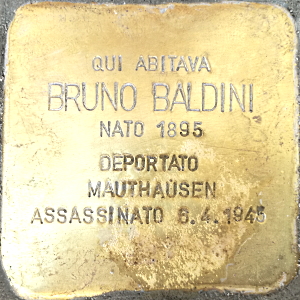 QUI ABITAVA
BRUNO BALDINI
NATO 1895
DEPORTATO
MAUTHAUSEN
ASSASSINATO 6.4.1945